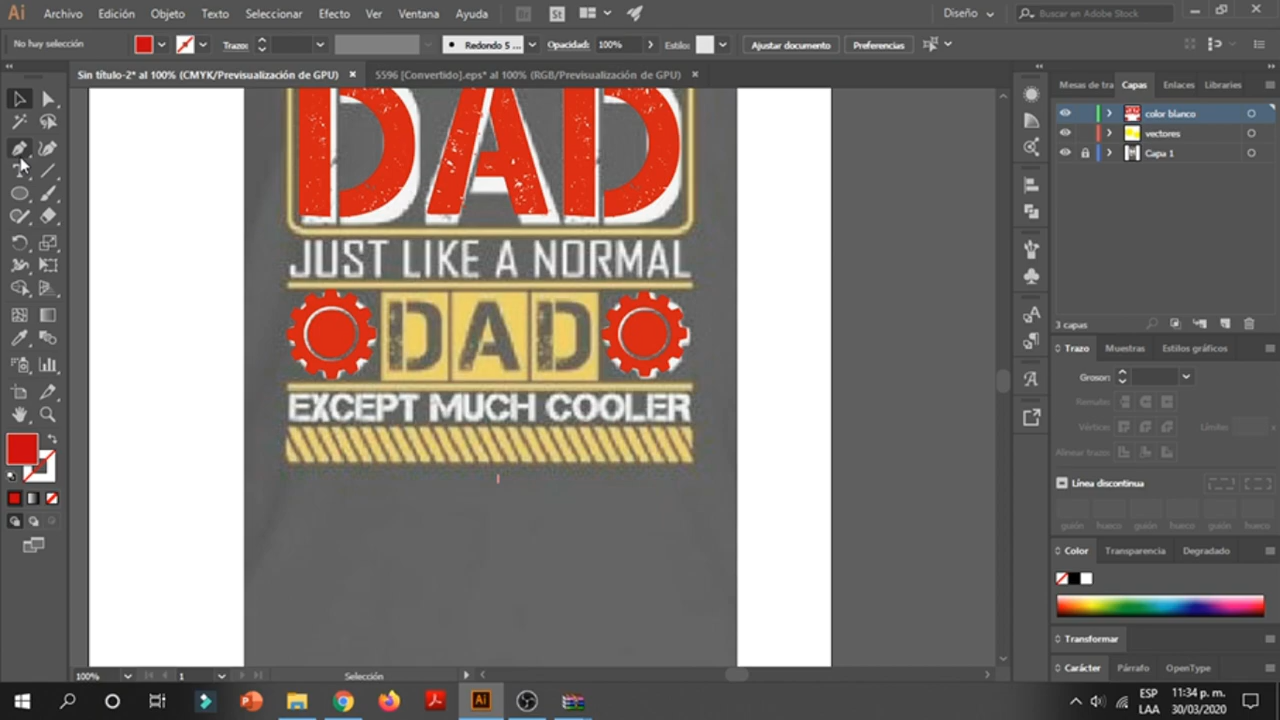 Ai Archivo Edición Objeto Texto Seleccionar Efecto Ver Ventana Ayuda Br St Diseño Buscar en Adobe Stock
No hay selección Trazo: Redondo 5 ... Opacidad: 100% Estilo: Ajustar documento Preferencias
Sin título-2* al 100% (CMYK/Previsualización de GPU) × 5596 [Convertido].eps* al 100% (RGB/Previsualización de GPU) ×
Mesas de tra Capas Enlaces Libraries
color blanco
vectores
Capa 1
DAD
JUST LIKE A NORMAL
DAD
EXCEPT MUCH COOLER
3 capas
Trazo Muestras Estilos gráficos
Grosor:
Remate:
Vértice: Límite:
Alinear trazo:
Línea discontinua
guión hueco guión hueco guión hueco
Color Transparencia Degradado
Transformar
Carácter Párrafo OpenType
100% 1 Selección
Ai
ESP 11:34 p. m.
LAA 30/03/2020